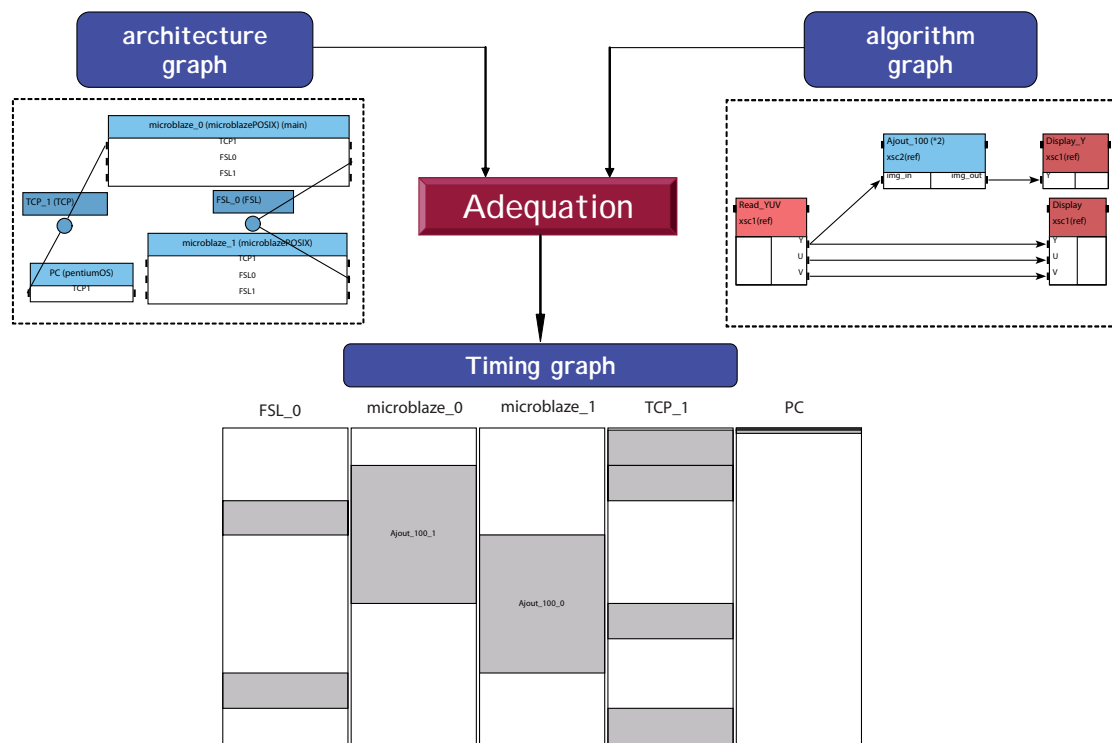 architecture
graph
algorithm
graph
microblaze_0 (microblazePOSIX) (main)
TCP1
FSL0
FSL1
TCP_1 (TCP)
FSL_0 (FSL)
microblaze_1 (microblazePOSIX)
TCP1
FSL0
FSL1
PC (pentiumOS)
TCP1
Adequation
Ajout_100 (*2)
xsc2(ref)
img_in img_out
Display_Y
xsc1(ref)
Y
Read_YUV
xsc1(ref)
Y
U
V
Display
xsc1(ref)
Y
U
V
Timing graph
FSL_0 microblaze_0 microblaze_1 TCP_1 PC
Ajout_100_1
Ajout_100_0